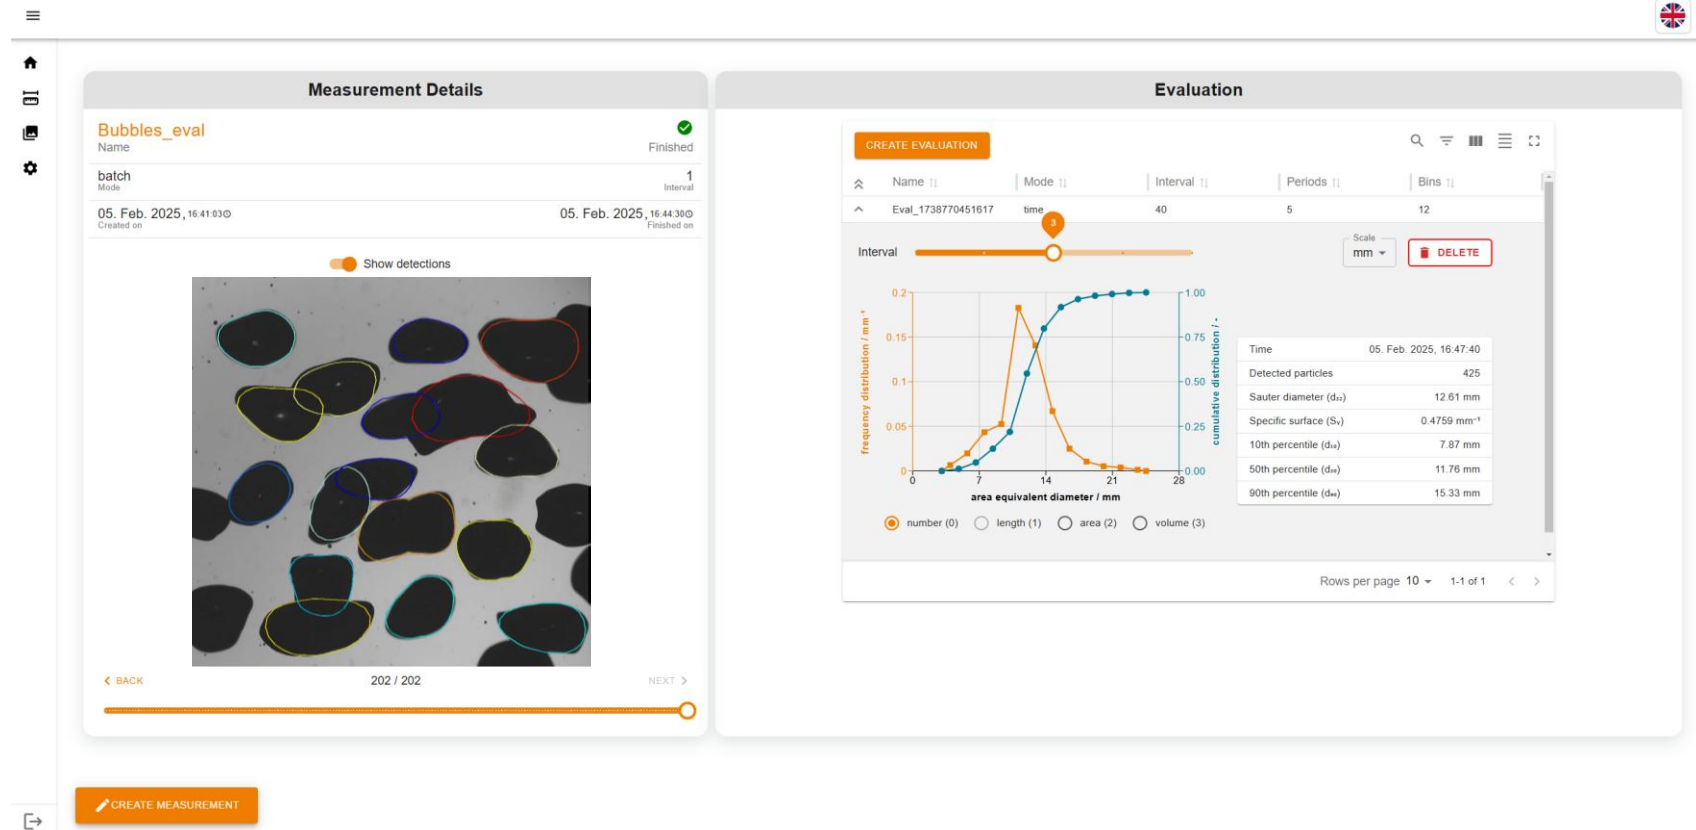 Measurement Details
Bubbles_eval
Name
Finished
batch
Mode
1
Interval
05. Feb. 2025, 16:41:03
Created on
05. Feb. 2025, 16:44:30
Finished on
Show detections
BACK
202 / 202
NEXT
CREATE MEASUREMENT
Evaluation
CREATE EVALUATION
Name Mode Interval Periods Bins
Eval_1738770451617 time 40 5 12
3
Interval
Scale
mm
DELETE
frequency distribution / mm⁻¹
0.2
0.15
0.1
0.05
0
1.00
0.75
0.50
0.25
0.00
cumulative distribution / -
0 7 14 21 28
area equivalent diameter / mm
number (0) length (1) area (2) volume (3)
Time 05. Feb. 2025, 16:47:40
Detected particles 425
Sauter diameter (d₃₂) 12.61 mm
Specific surface (Sᵥ) 0.4759 mm⁻¹
10th percentile (d₁₀) 7.87 mm
50th percentile (d₅₀) 11.76 mm
90th percentile (d₉₀) 15.33 mm
Rows per page 10 1-1 of 1